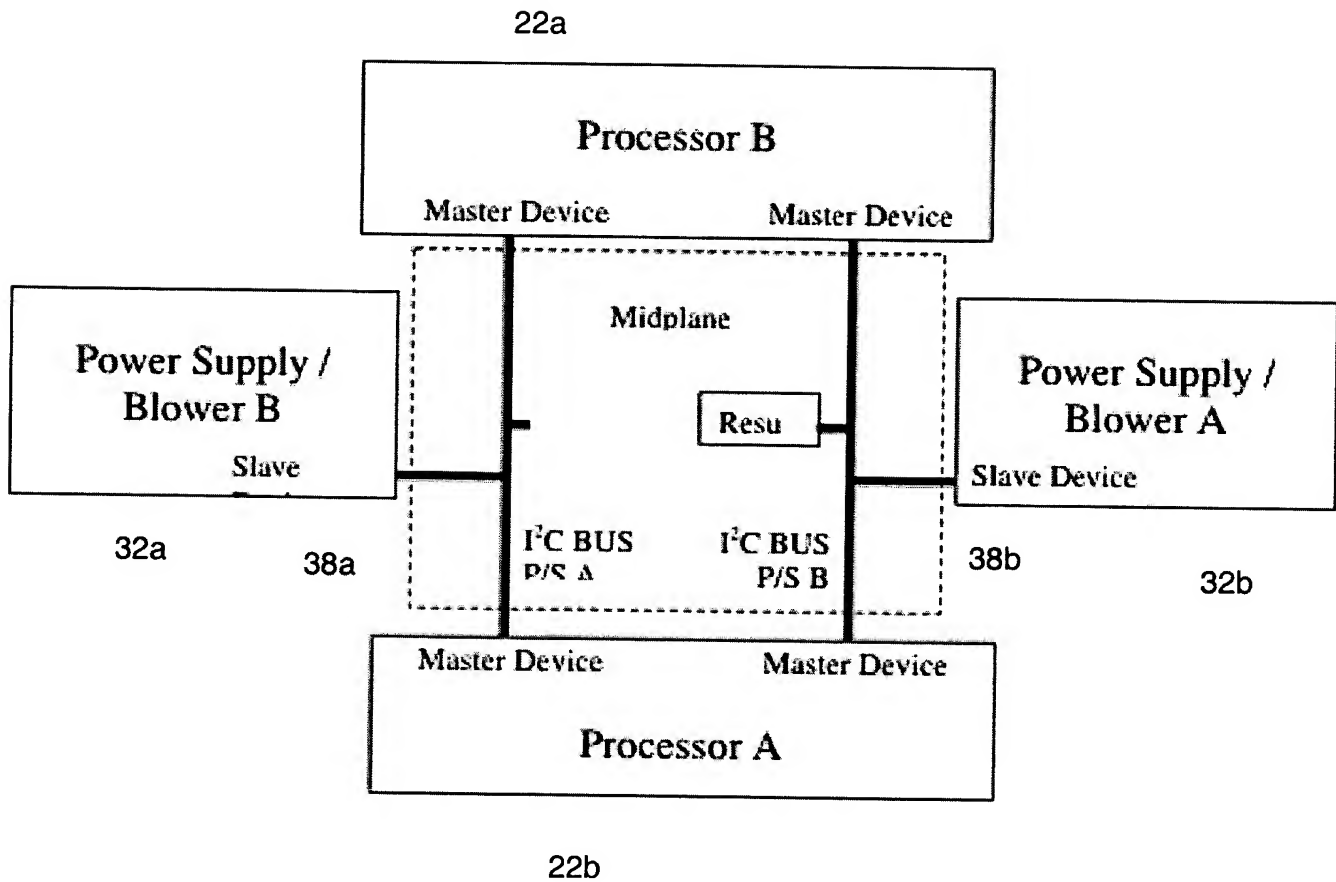 22a
Processor B
Master Device
Master Device
Midplane
Power Supply /
Blower B
Slave
Resu
Power Supply /
Blower A
Slave Device
32a
38a
I²C BUS
P/S A
I²C BUS
P/S B
38b
32b
Master Device
Master Device
Processor A
22b